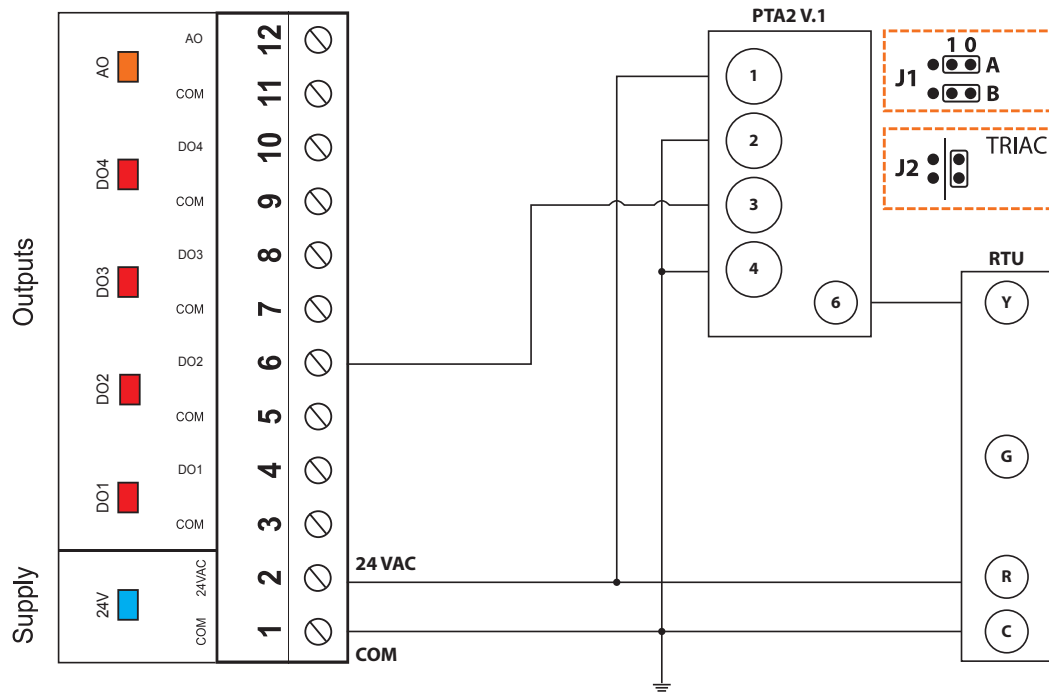 PTA2 V.1
AO
AO
12
COM
11
DO4
DO4
10
COM
9
DO3
DO3
8
COM
7
DO2
DO2
6
COM
5
DO1
DO1
4
COM
3
Outputs
24V
24VAC
2
24 VAC
COM
1
COM
Supply
1
2
3
4
6
1 0
J1
A
B
J2
TRIAC
RTU
Y
G
R
C